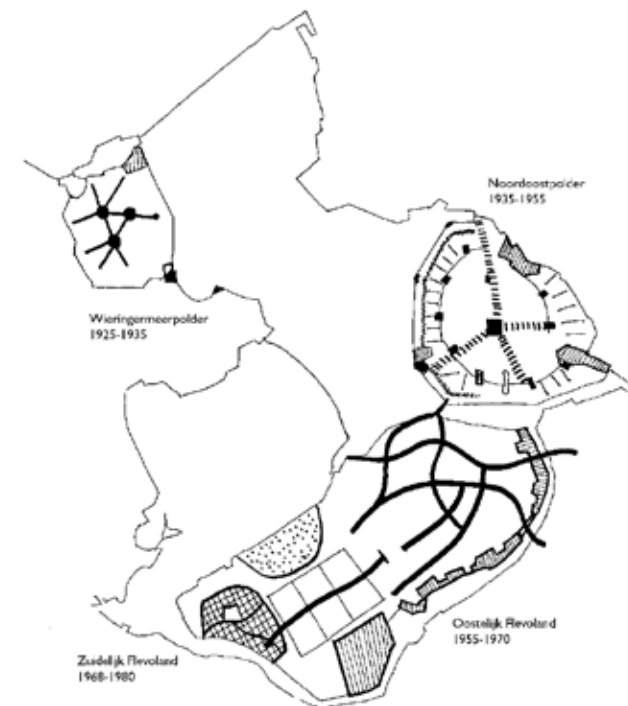 Noordoostpolder
1935-1955
Wieringermeerpolder
1925-1935
Oostelijk Flevoland
1955-1970
Zuidelijk Flevoland
1968-1980